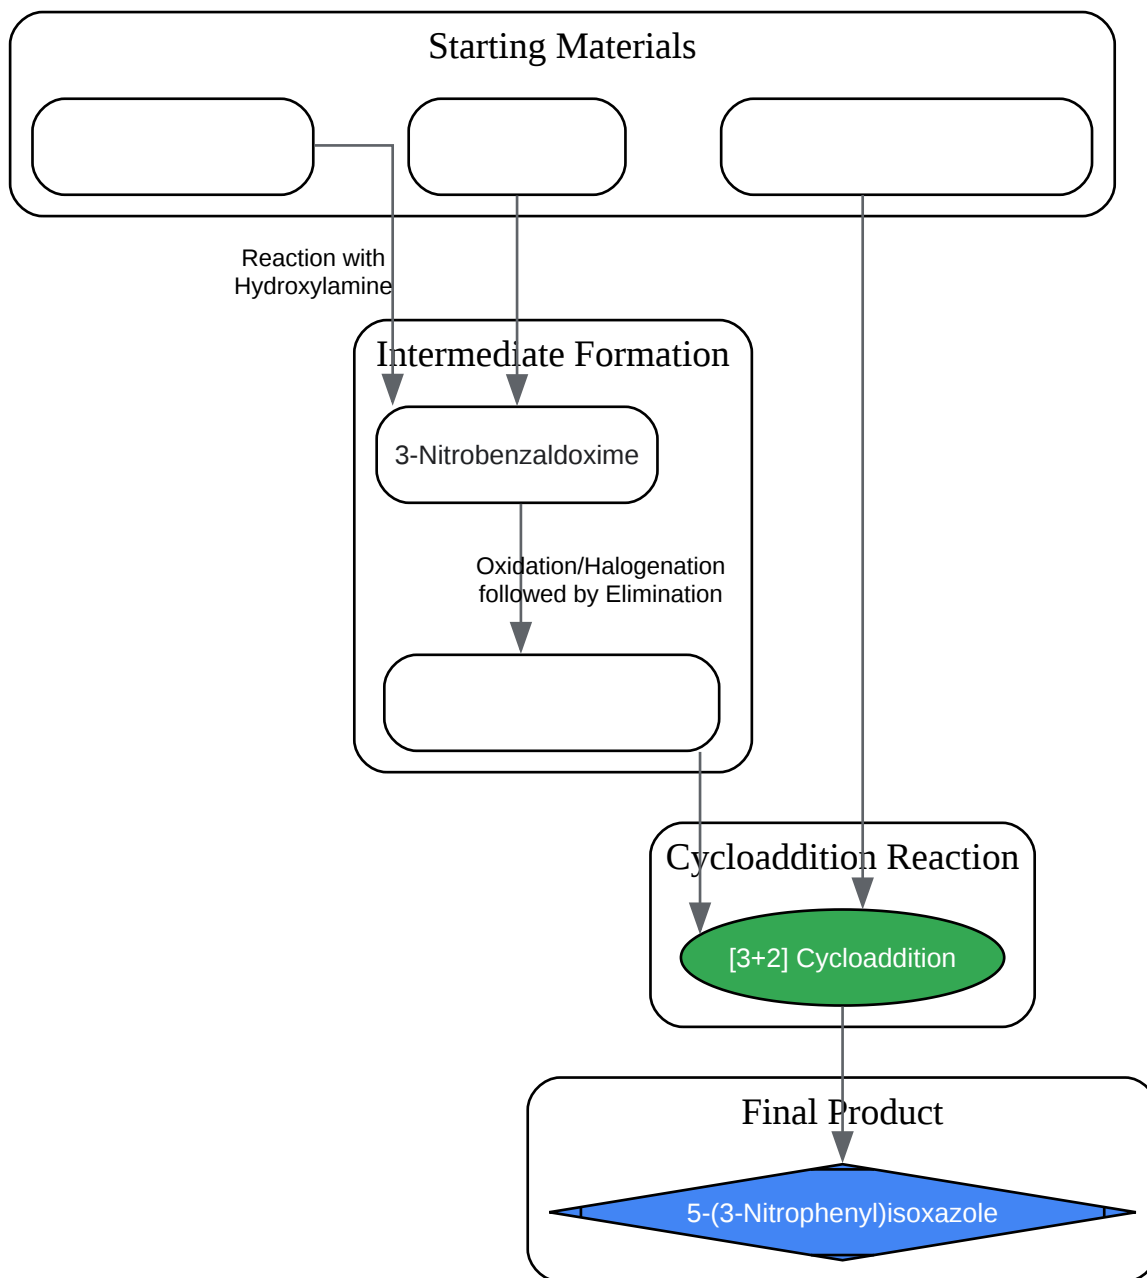 Starting Materials
Reaction with
Hydroxylamine
Intermediate Formation
3-Nitrobenzaldoxime
Oxidation/Halogenation
followed by Elimination
Cycloaddition Reaction
[3+2] Cycloaddition
Final Product
5-(3-Nitrophenyl)isoxazole